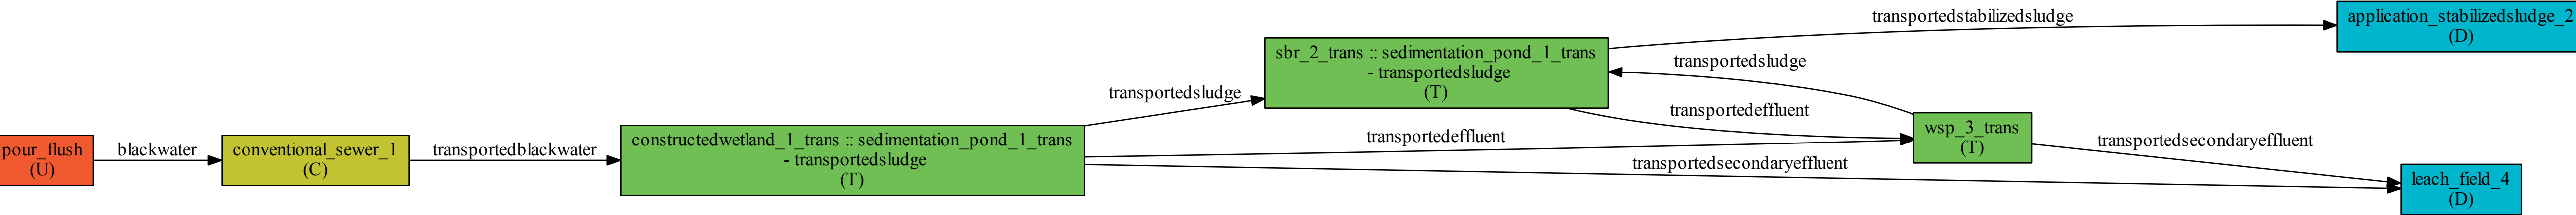 pour_flush
(U)
blackwater
conventional_sewer_1
(C)
transportedblackwater
constructedwetland_1_trans :: sedimentation_pond_1_trans
- transportedsludge
(T)
transportedsludge
transportedeffluent
transportedsecondaryeffluent
sbr_2_trans :: sedimentation_pond_1_trans
- transportedsludge
(T)
transportedstabilizedsludge
transportedsludge
transportedeffluent
wsp_3_trans
(T)
transportedsecondaryeffluent
application_stabilizedsludge_2
(D)
leach_field_4
(D)